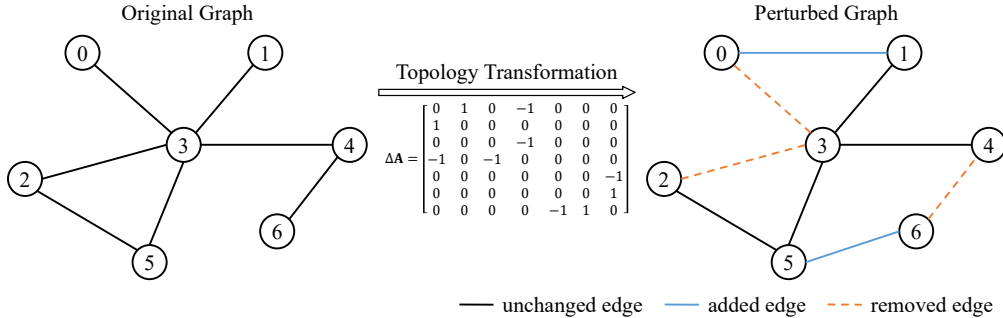 Original Graph
Perturbed Graph
0
1
Topology Transformation
0
1
ΔA =
0 1 0 −1 0 0 0
1 0 0 0 0 0 0
0 0 0 −1 0 0 0
−1 0 −1 0 0 0 0
0 0 0 0 0 0 −1
0 0 0 0 0 0 1
0 0 0 0 −1 1 0
3
4
2
6
5
3
4
2
6
5
unchanged edge
added edge
removed edge